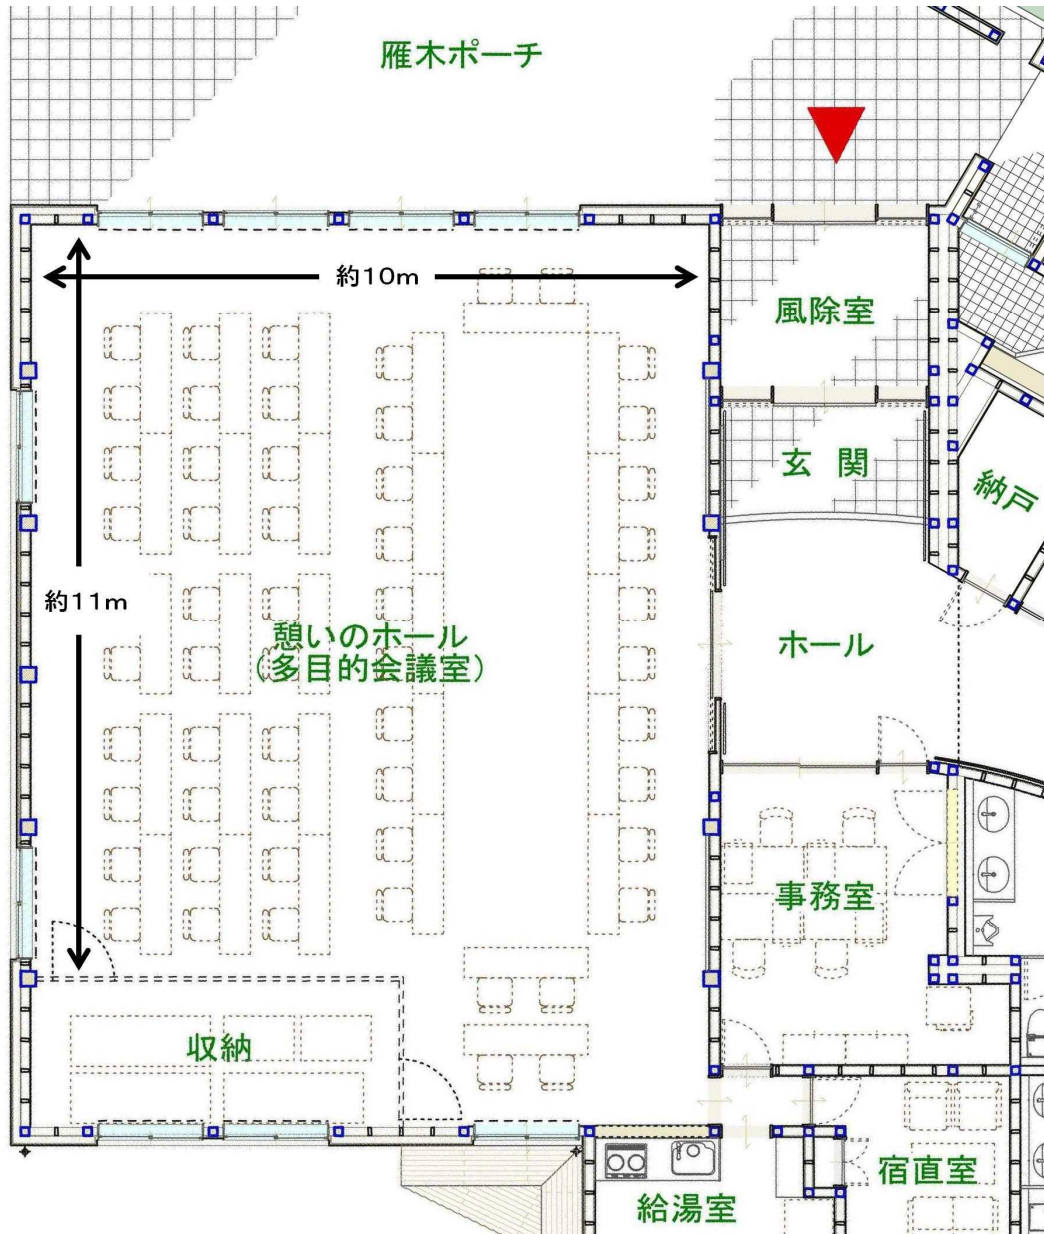 雁木ポーチ
約10m
風除室
玄関
納戸
約11m
憩いのホール
(多目的会議室)
ホール
事務室
収納
宿直室
給湯室